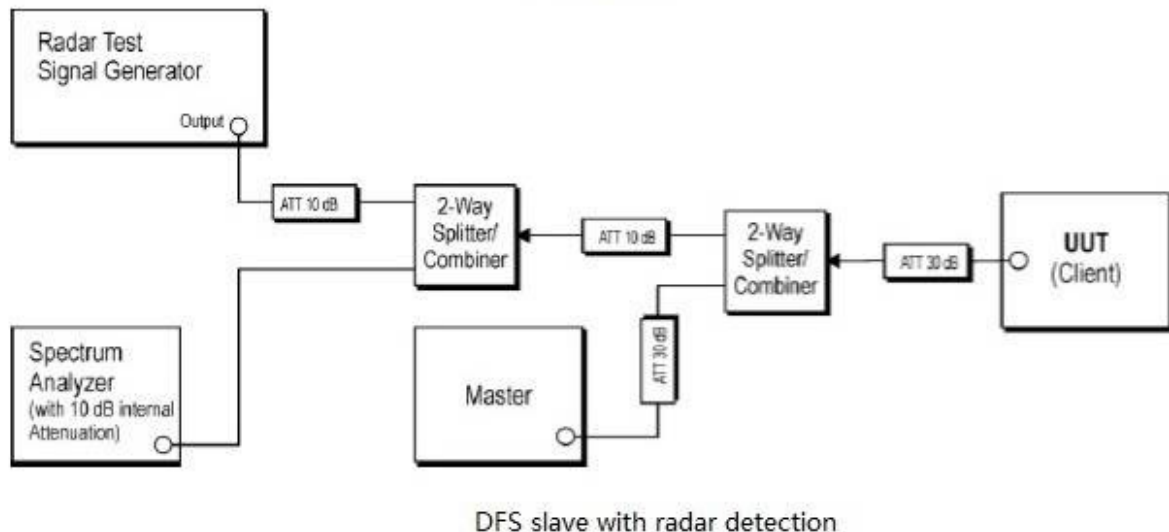 Radar Test
Signal Generator
Output
ATT 10 dB
2-Way
Splitter/
Combiner
ATT 10 dB
2-Way
Splitter/
Combiner
ATT 30 dB
UUT
(Client)
Spectrum
Analyzer
(with 10 dB internal
Attenuation)
Master
ATT 30 dB
DFS slave with radar detection